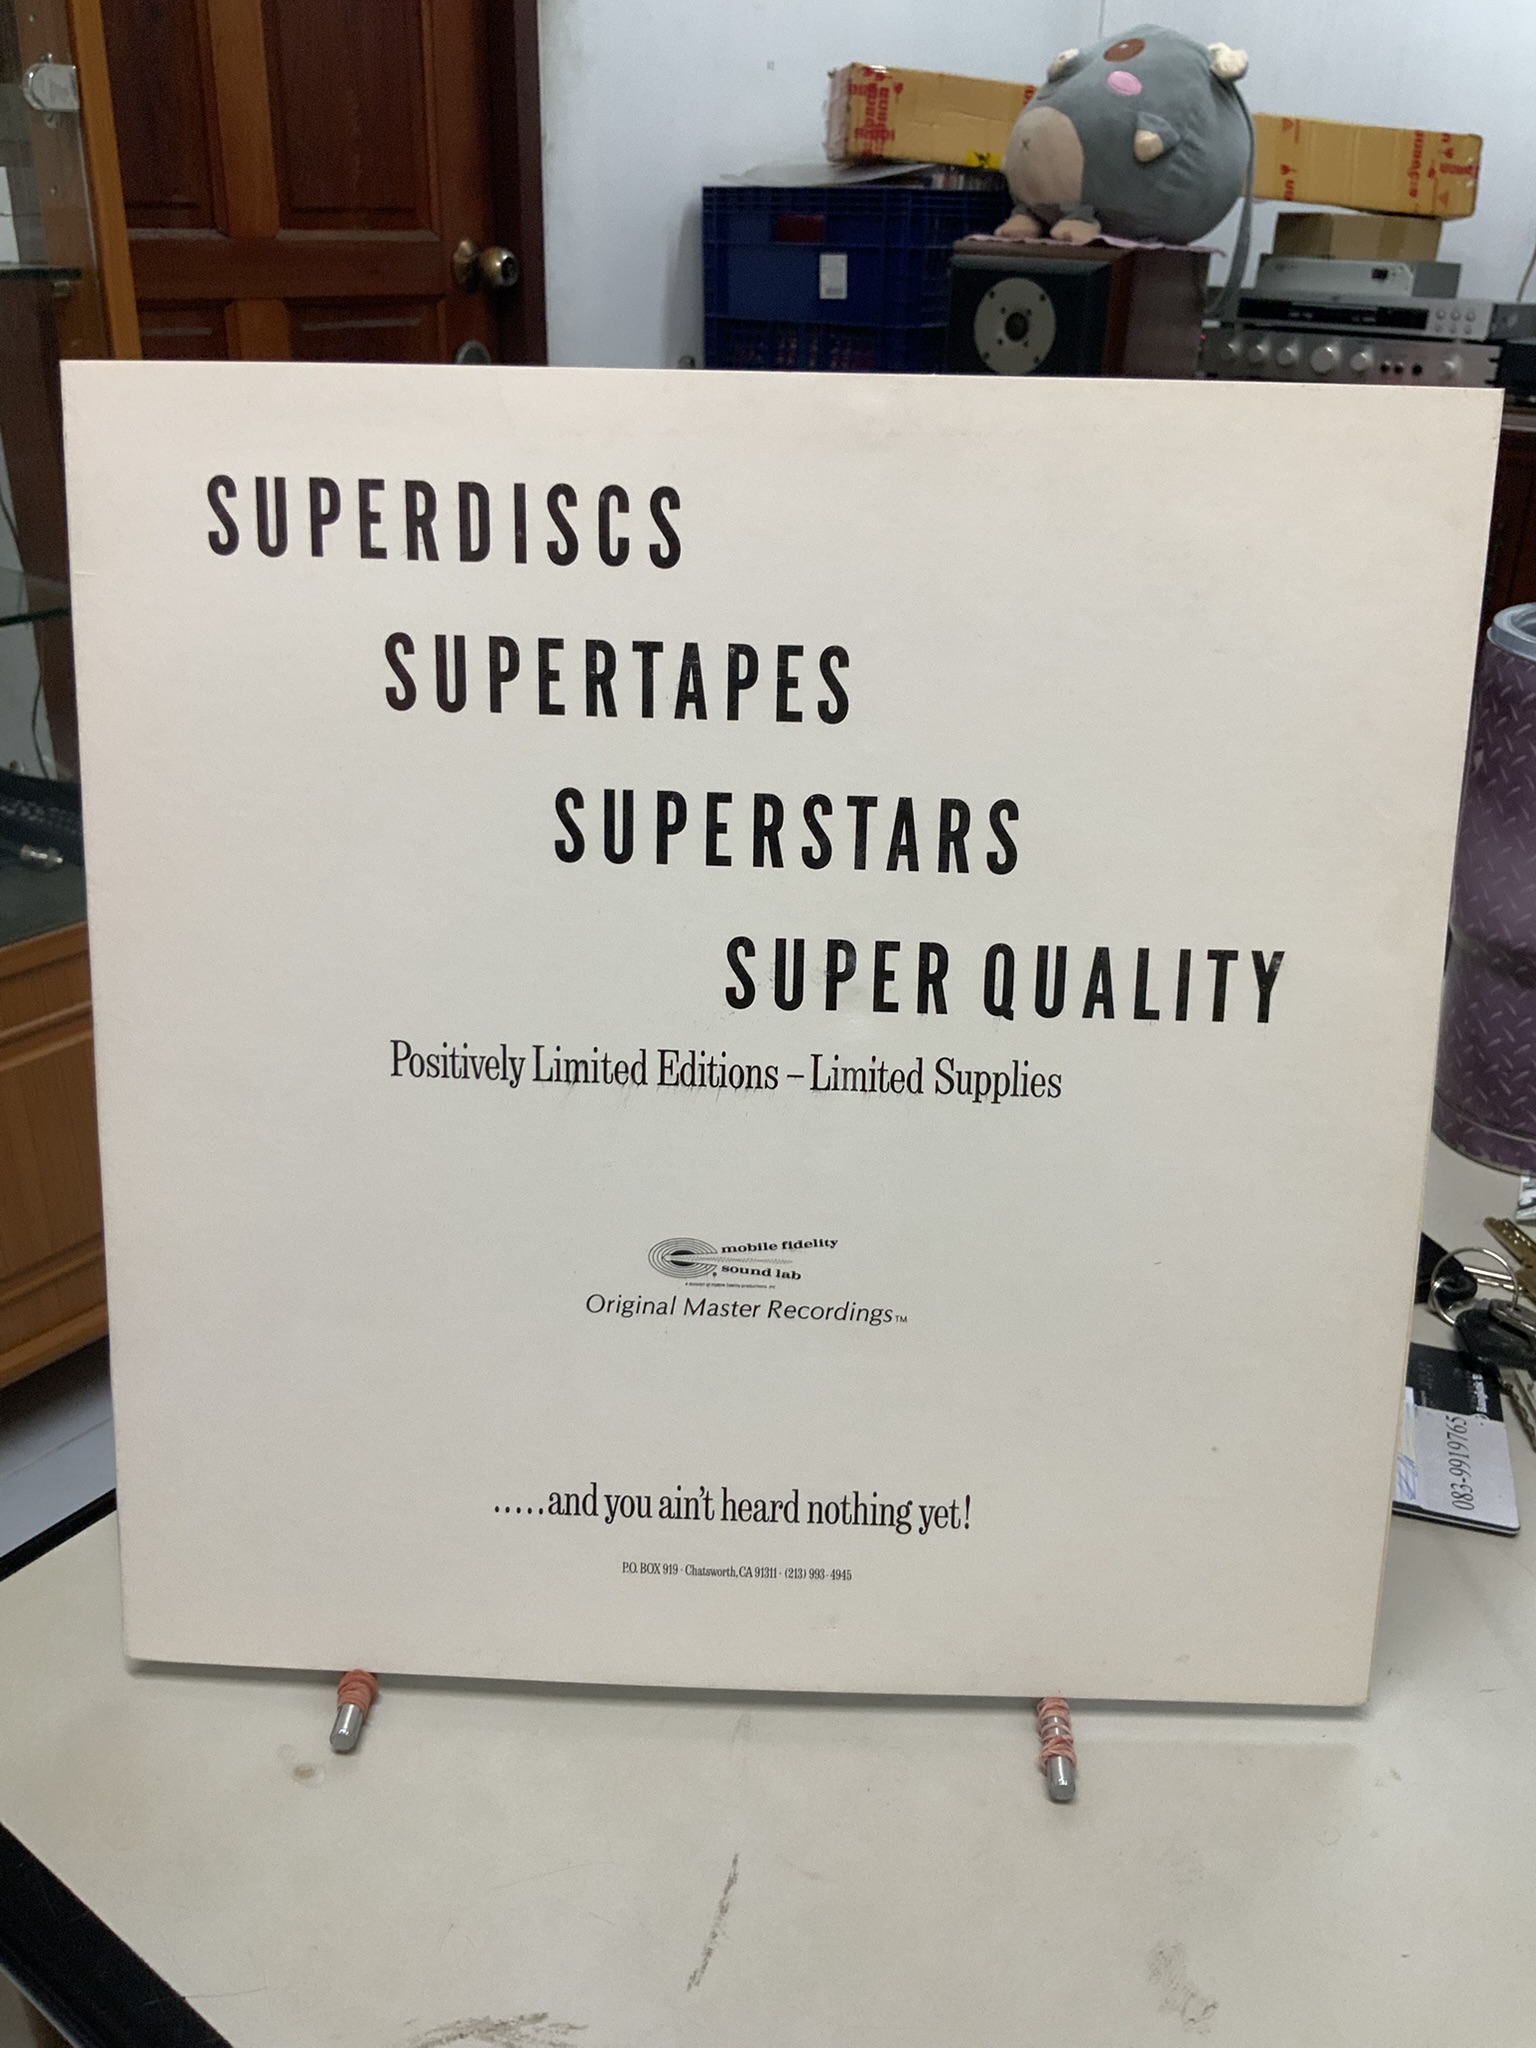 SUPERDISCS
SUPERTAPES
SUPERSTARS
SUPER QUALITY
Positively Limited Editions – Limited Supplies
mobile fidelity
sound lab
Original Master Recordings™
.....and you ain't heard nothing yet!
P.O. BOX 919 · Chatsworth, CA 91311 · (213) 993-4945
083-9919765